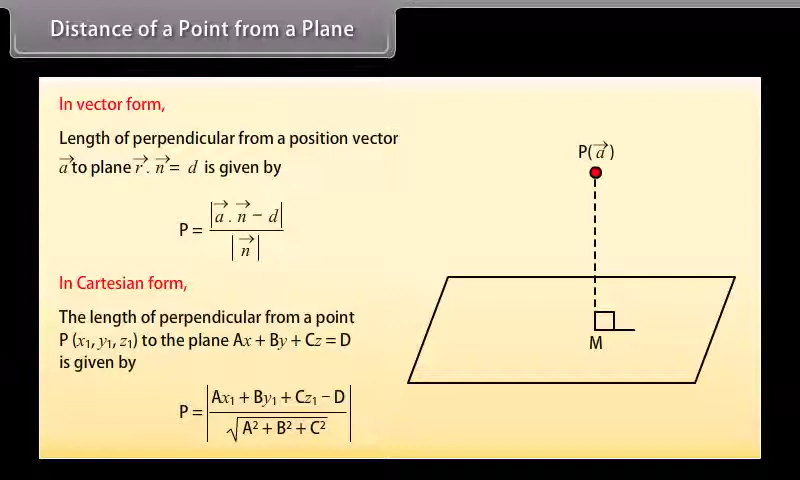 Distance of a Point from a Plane
In vector form,
Length of perpendicular from a position vector
a⃗ to plane r⃗ . n⃗ = d is given by
P = |a⃗ . n⃗ − d| / |n⃗|
In Cartesian form,
The length of perpendicular from a point
P (x₁, y₁, z₁) to the plane Ax + By + Cz = D
is given by
P = |(Ax₁ + By₁ + Cz₁ − D) / √(A² + B² + C²)|
P(a⃗)
M